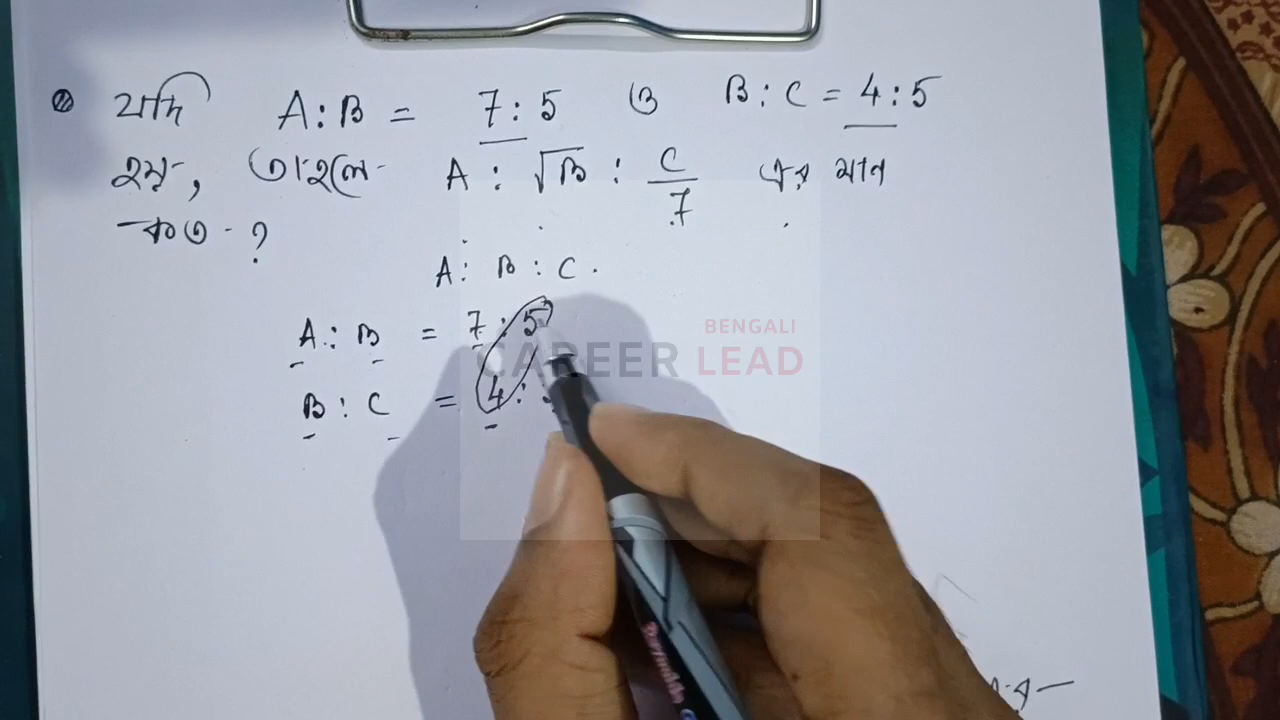 যদি A : B = 7 : 5 ও B : C = 4 : 5
হয়, তাহলে A : √B : C/7 এর মান
কত ?
A : B : C .
A : B = 7 : 5
B : C = 4 :
BENGALI
CAREER LEAD